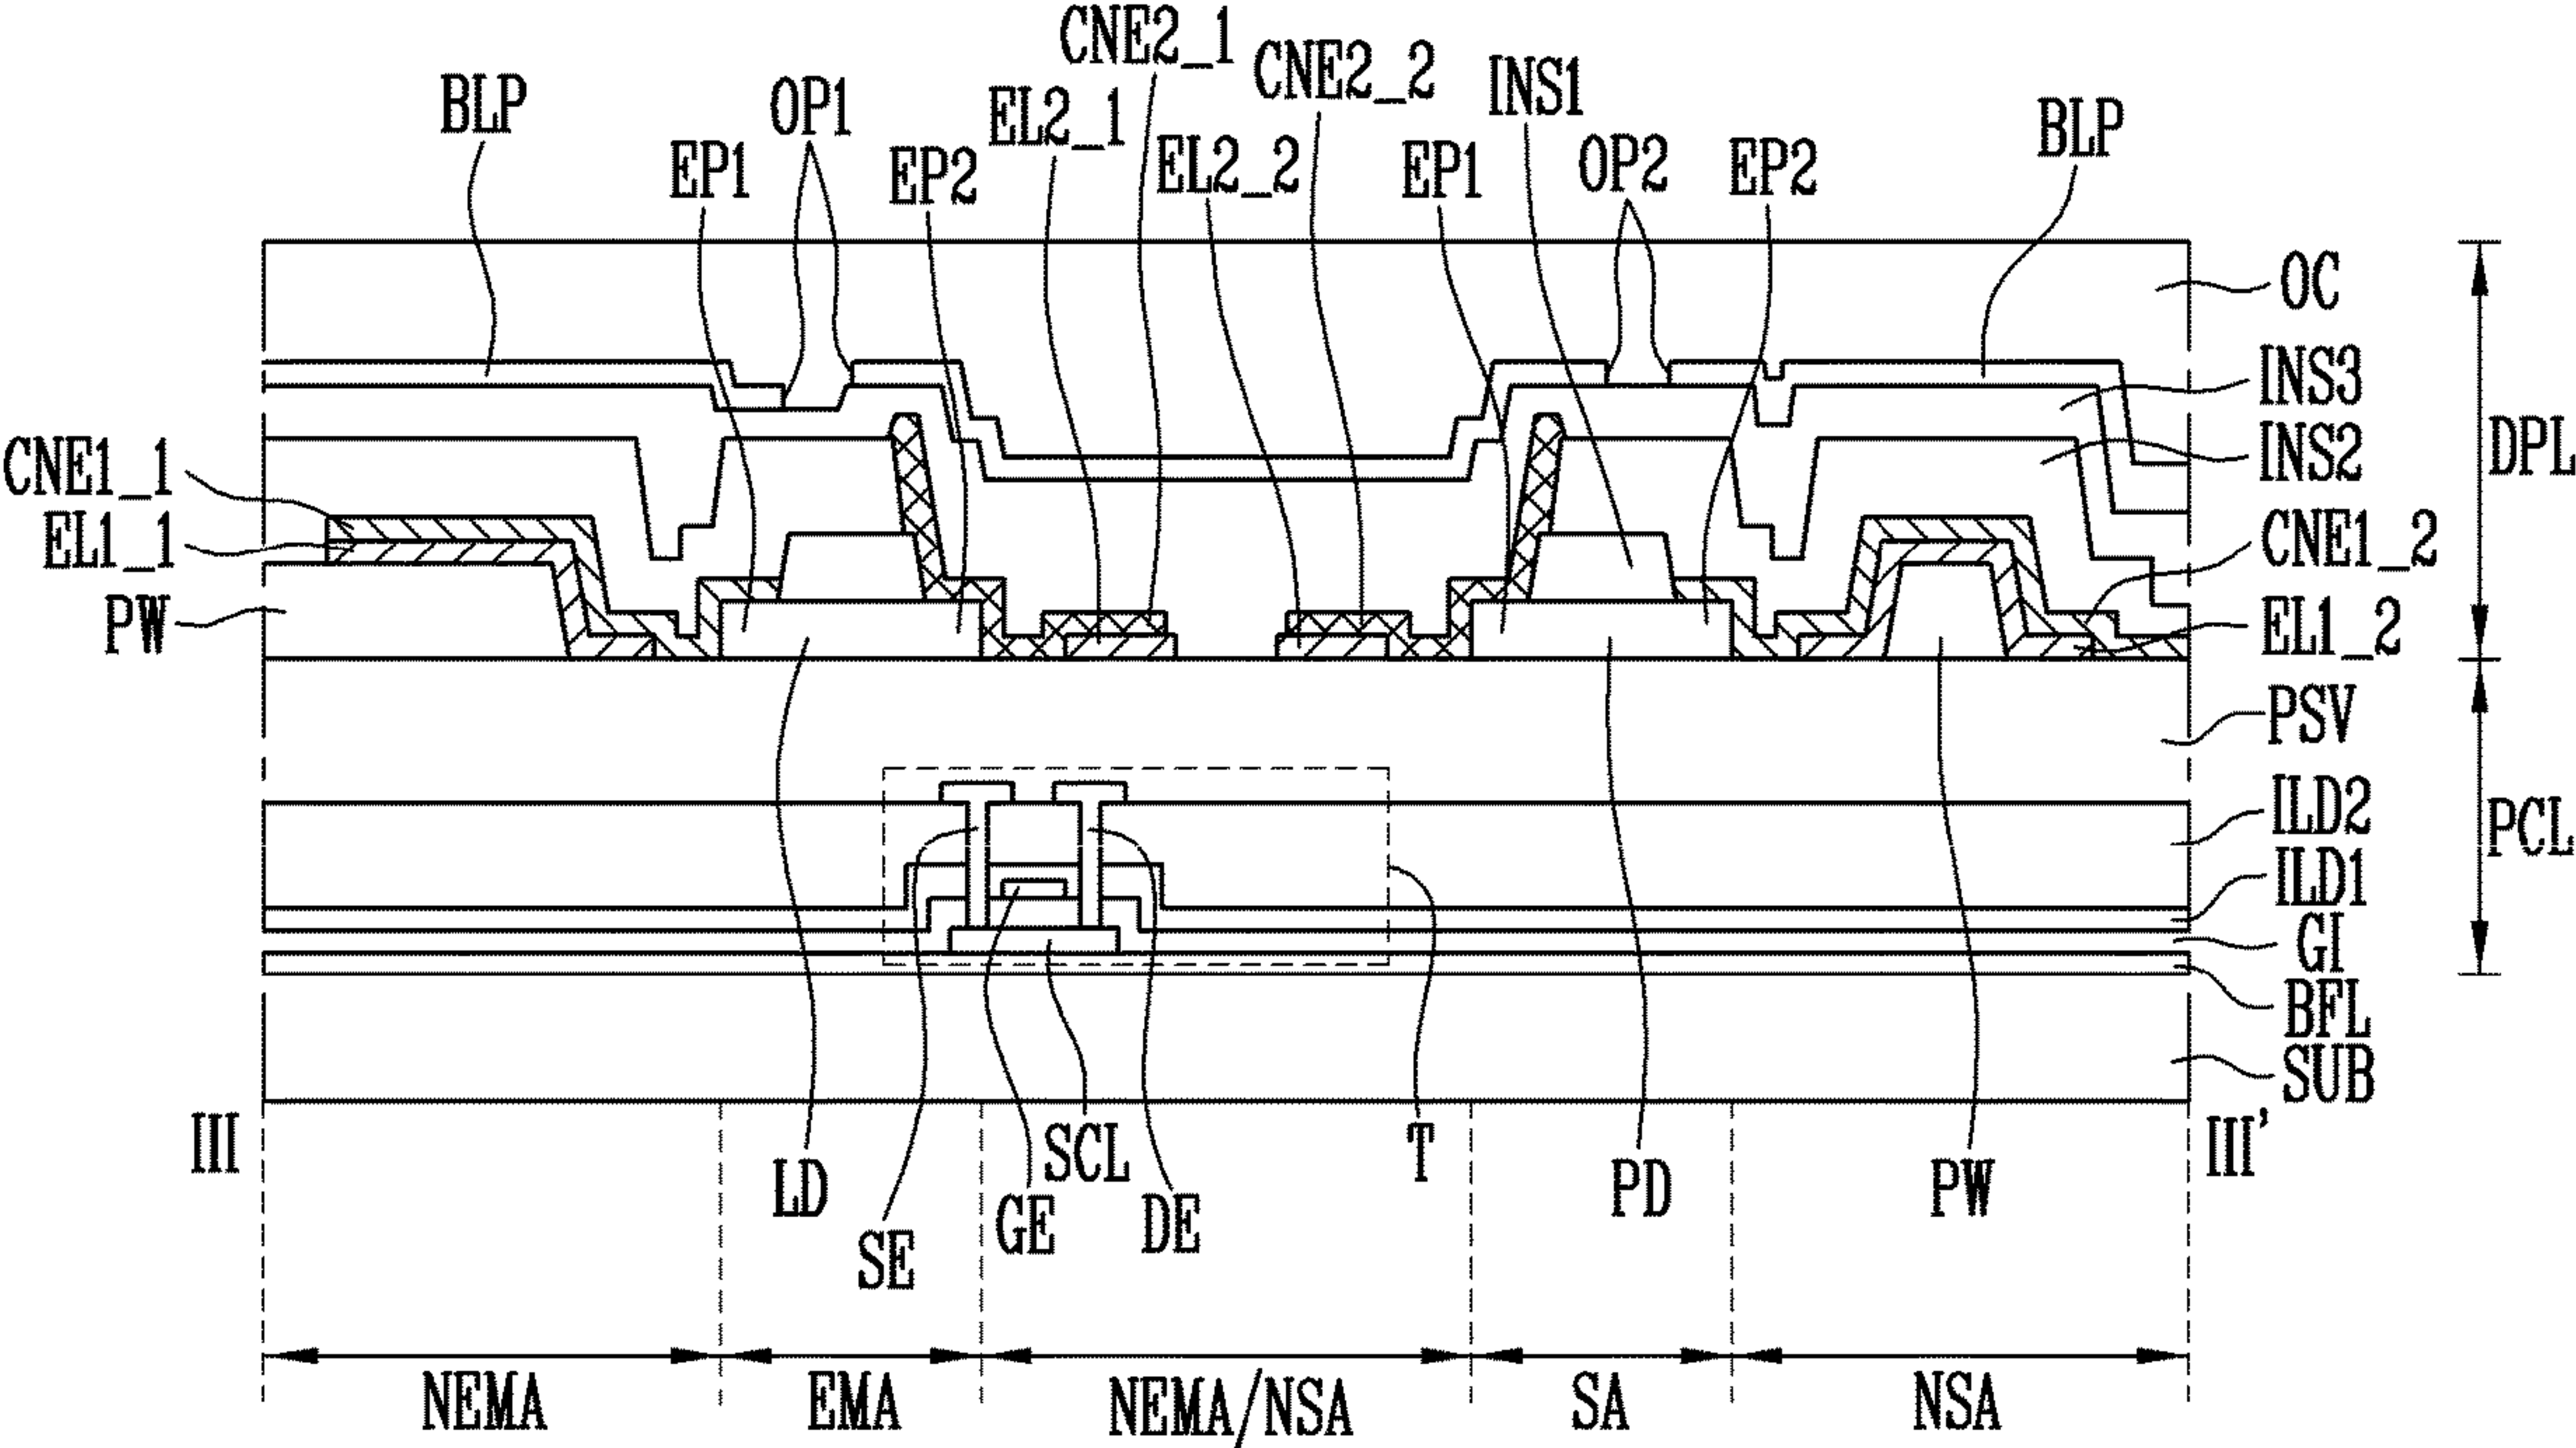 CNE2_1
CNE2_2
BLP
OP1
EL2_1
INS1
BLP
EP1
EP2
EL2_2
EP1
OP2
EP2
OC
INS3
DPL
INS2
CNE1_1
EL1_1
CNE1_2
PW
EL1_2
PSV
ILD2
PCL
ILD1
GI
BFL
SUB
III
SCL
T
III'
LD
PD
PW
GE
DE
SE
NEMA
EMA
NEMA/NSA
SA
NSA